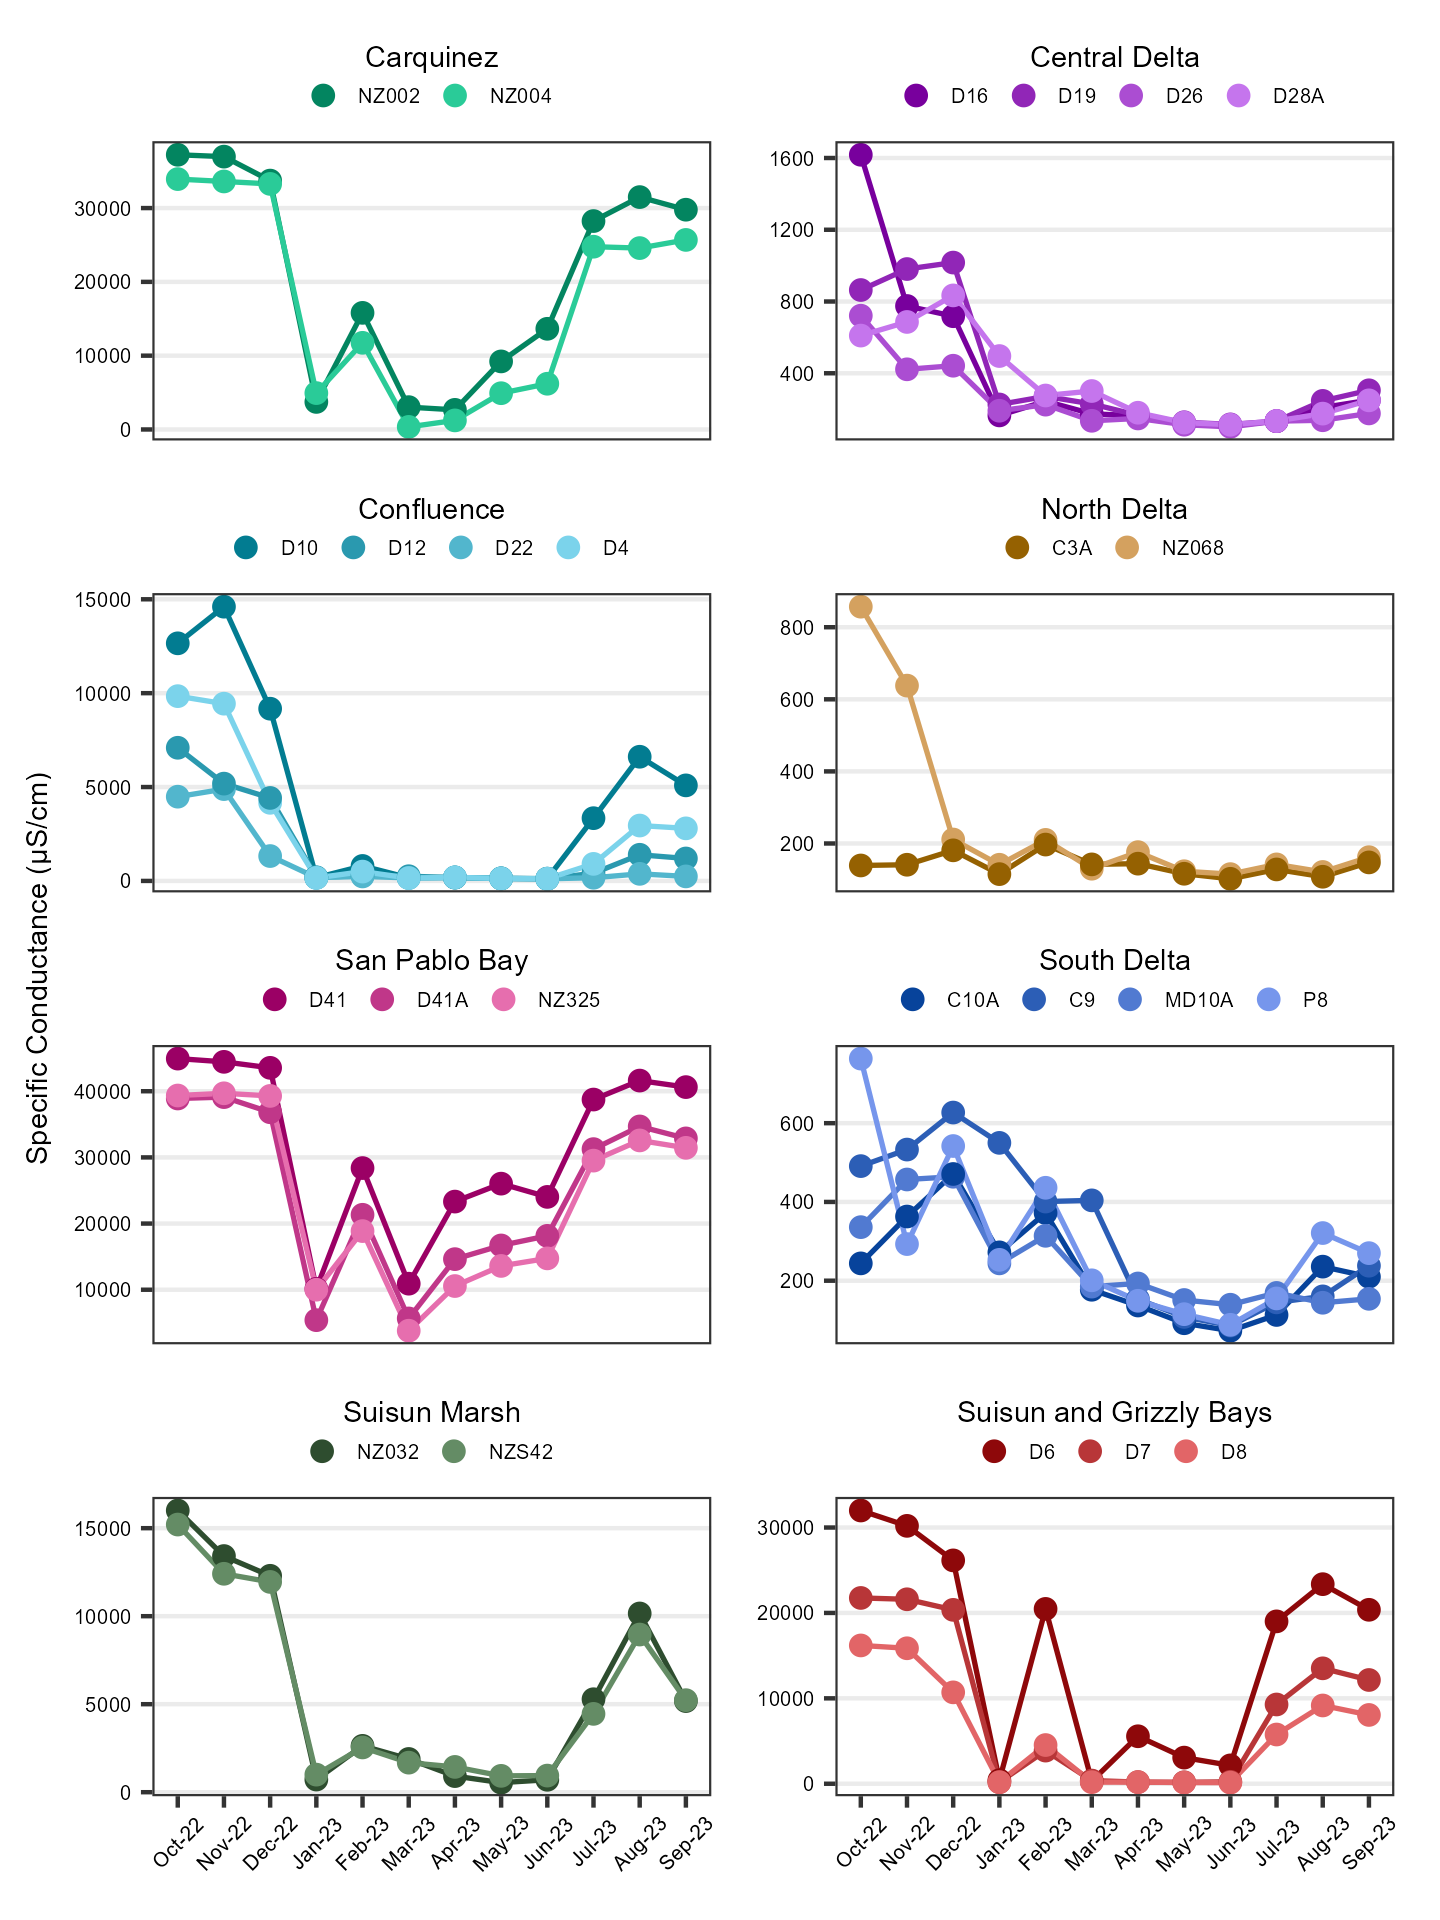 Carquinez
NZ002 NZ004
30000
20000
10000
0
Central Delta
D16 D19 D26 D28A
1600
1200
800
400
Confluence
D10 D12 D22 D4
15000
10000
5000
0
North Delta
C3A NZ068
800
600
400
200
Specific Conductance (µS/cm)
San Pablo Bay
D41 D41A NZ325
40000
30000
20000
10000
South Delta
C10A C9 MD10A P8
600
400
200
Suisun Marsh
NZ032 NZS42
15000
10000
5000
0
Oct-22 Nov-22 Dec-22 Jan-23 Feb-23 Mar-23 Apr-23 May-23 Jun-23 Jul-23 Aug-23 Sep-23
Suisun and Grizzly Bays
D6 D7 D8
30000
20000
10000
0
Oct-22 Nov-22 Dec-22 Jan-23 Feb-23 Mar-23 Apr-23 May-23 Jun-23 Jul-23 Aug-23 Sep-23